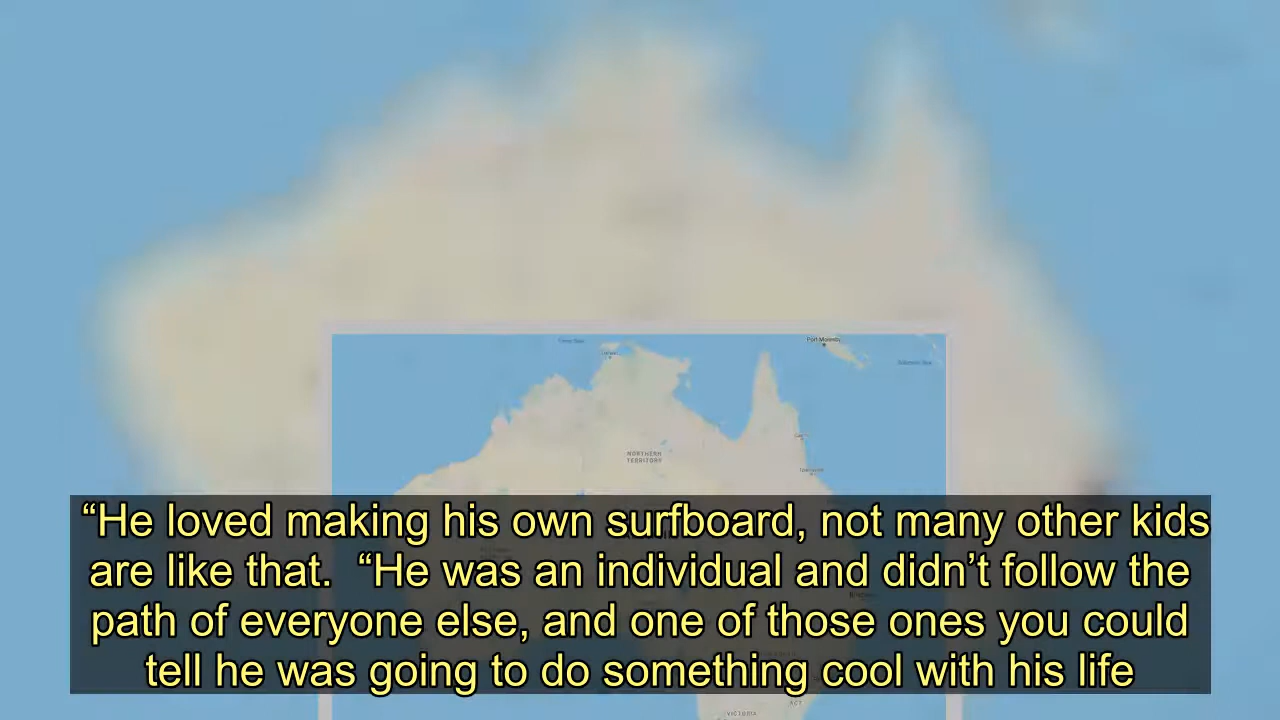 Port Moresby
NORTHERN
TERRITORY
“He loved making his own surfboard, not many other kids
are like that.  “He was an individual and didn’t follow the
path of everyone else, and one of those ones you could
tell he was going to do something cool with his life
ACT
VICTORIA